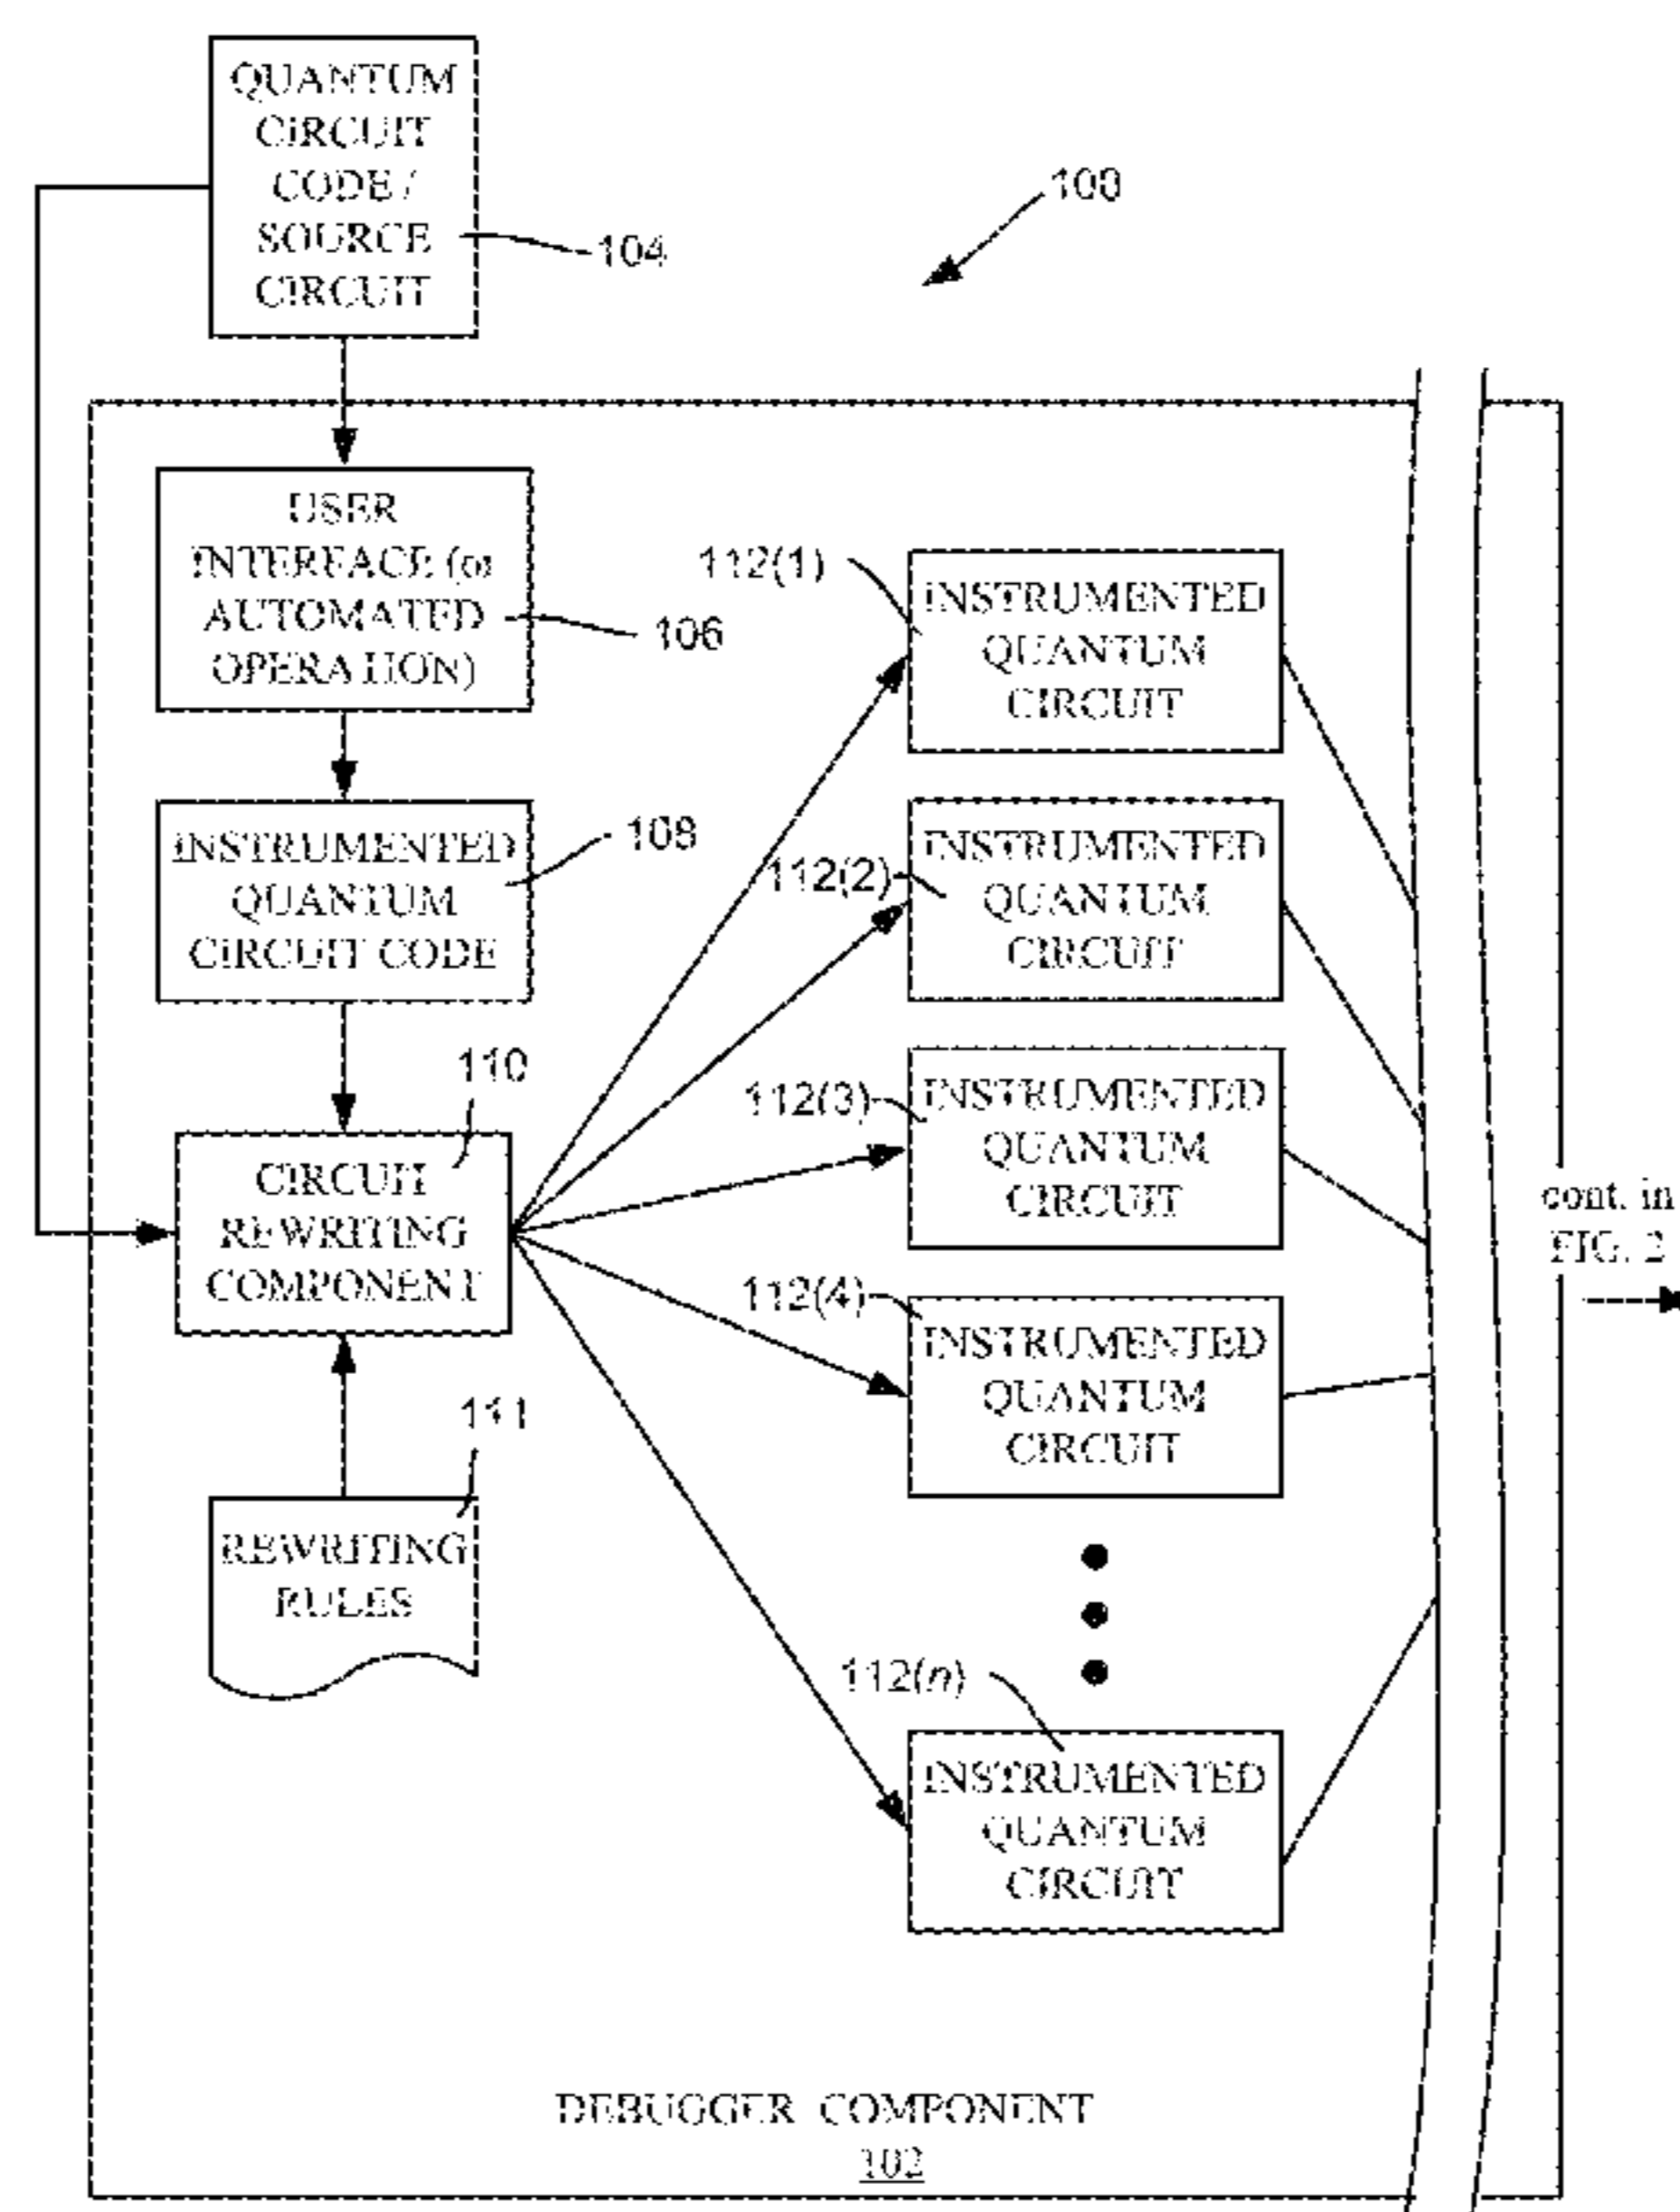 QUANTUM
CIRCUIT
CODE /
SOURCE
CIRCUIT
104
100
USER
INTERFACE (or
AUTOMATED
OPERATION)
106
INSTRUMENTED
QUANTUM
CIRCUIT CODE
108
110
CIRCUIT
REWRITING
COMPONENT
111
REWRITING
RULES
112(1)
INSTRUMENTED
QUANTUM
CIRCUIT
112(2)
INSTRUMENTED
QUANTUM
CIRCUIT
112(3)
INSTRUMENTED
QUANTUM
CIRCUIT
112(4)
INSTRUMENTED
QUANTUM
CIRCUIT
112(n)
INSTRUMENTED
QUANTUM
CIRCUIT
cont. in
FIG. 2
DEBUGGER COMPONENT
102